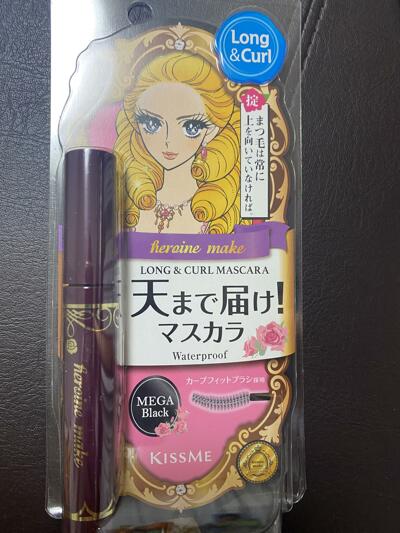 Long
&Curl
掟
まつ毛は常に
上を向いていなければ
heroine make
LONG & CURL MASCARA
天まで届け!
マスカラ
Waterproof
カーブフィットブラシ採用
MEGA
Black
KISSME
heroine make